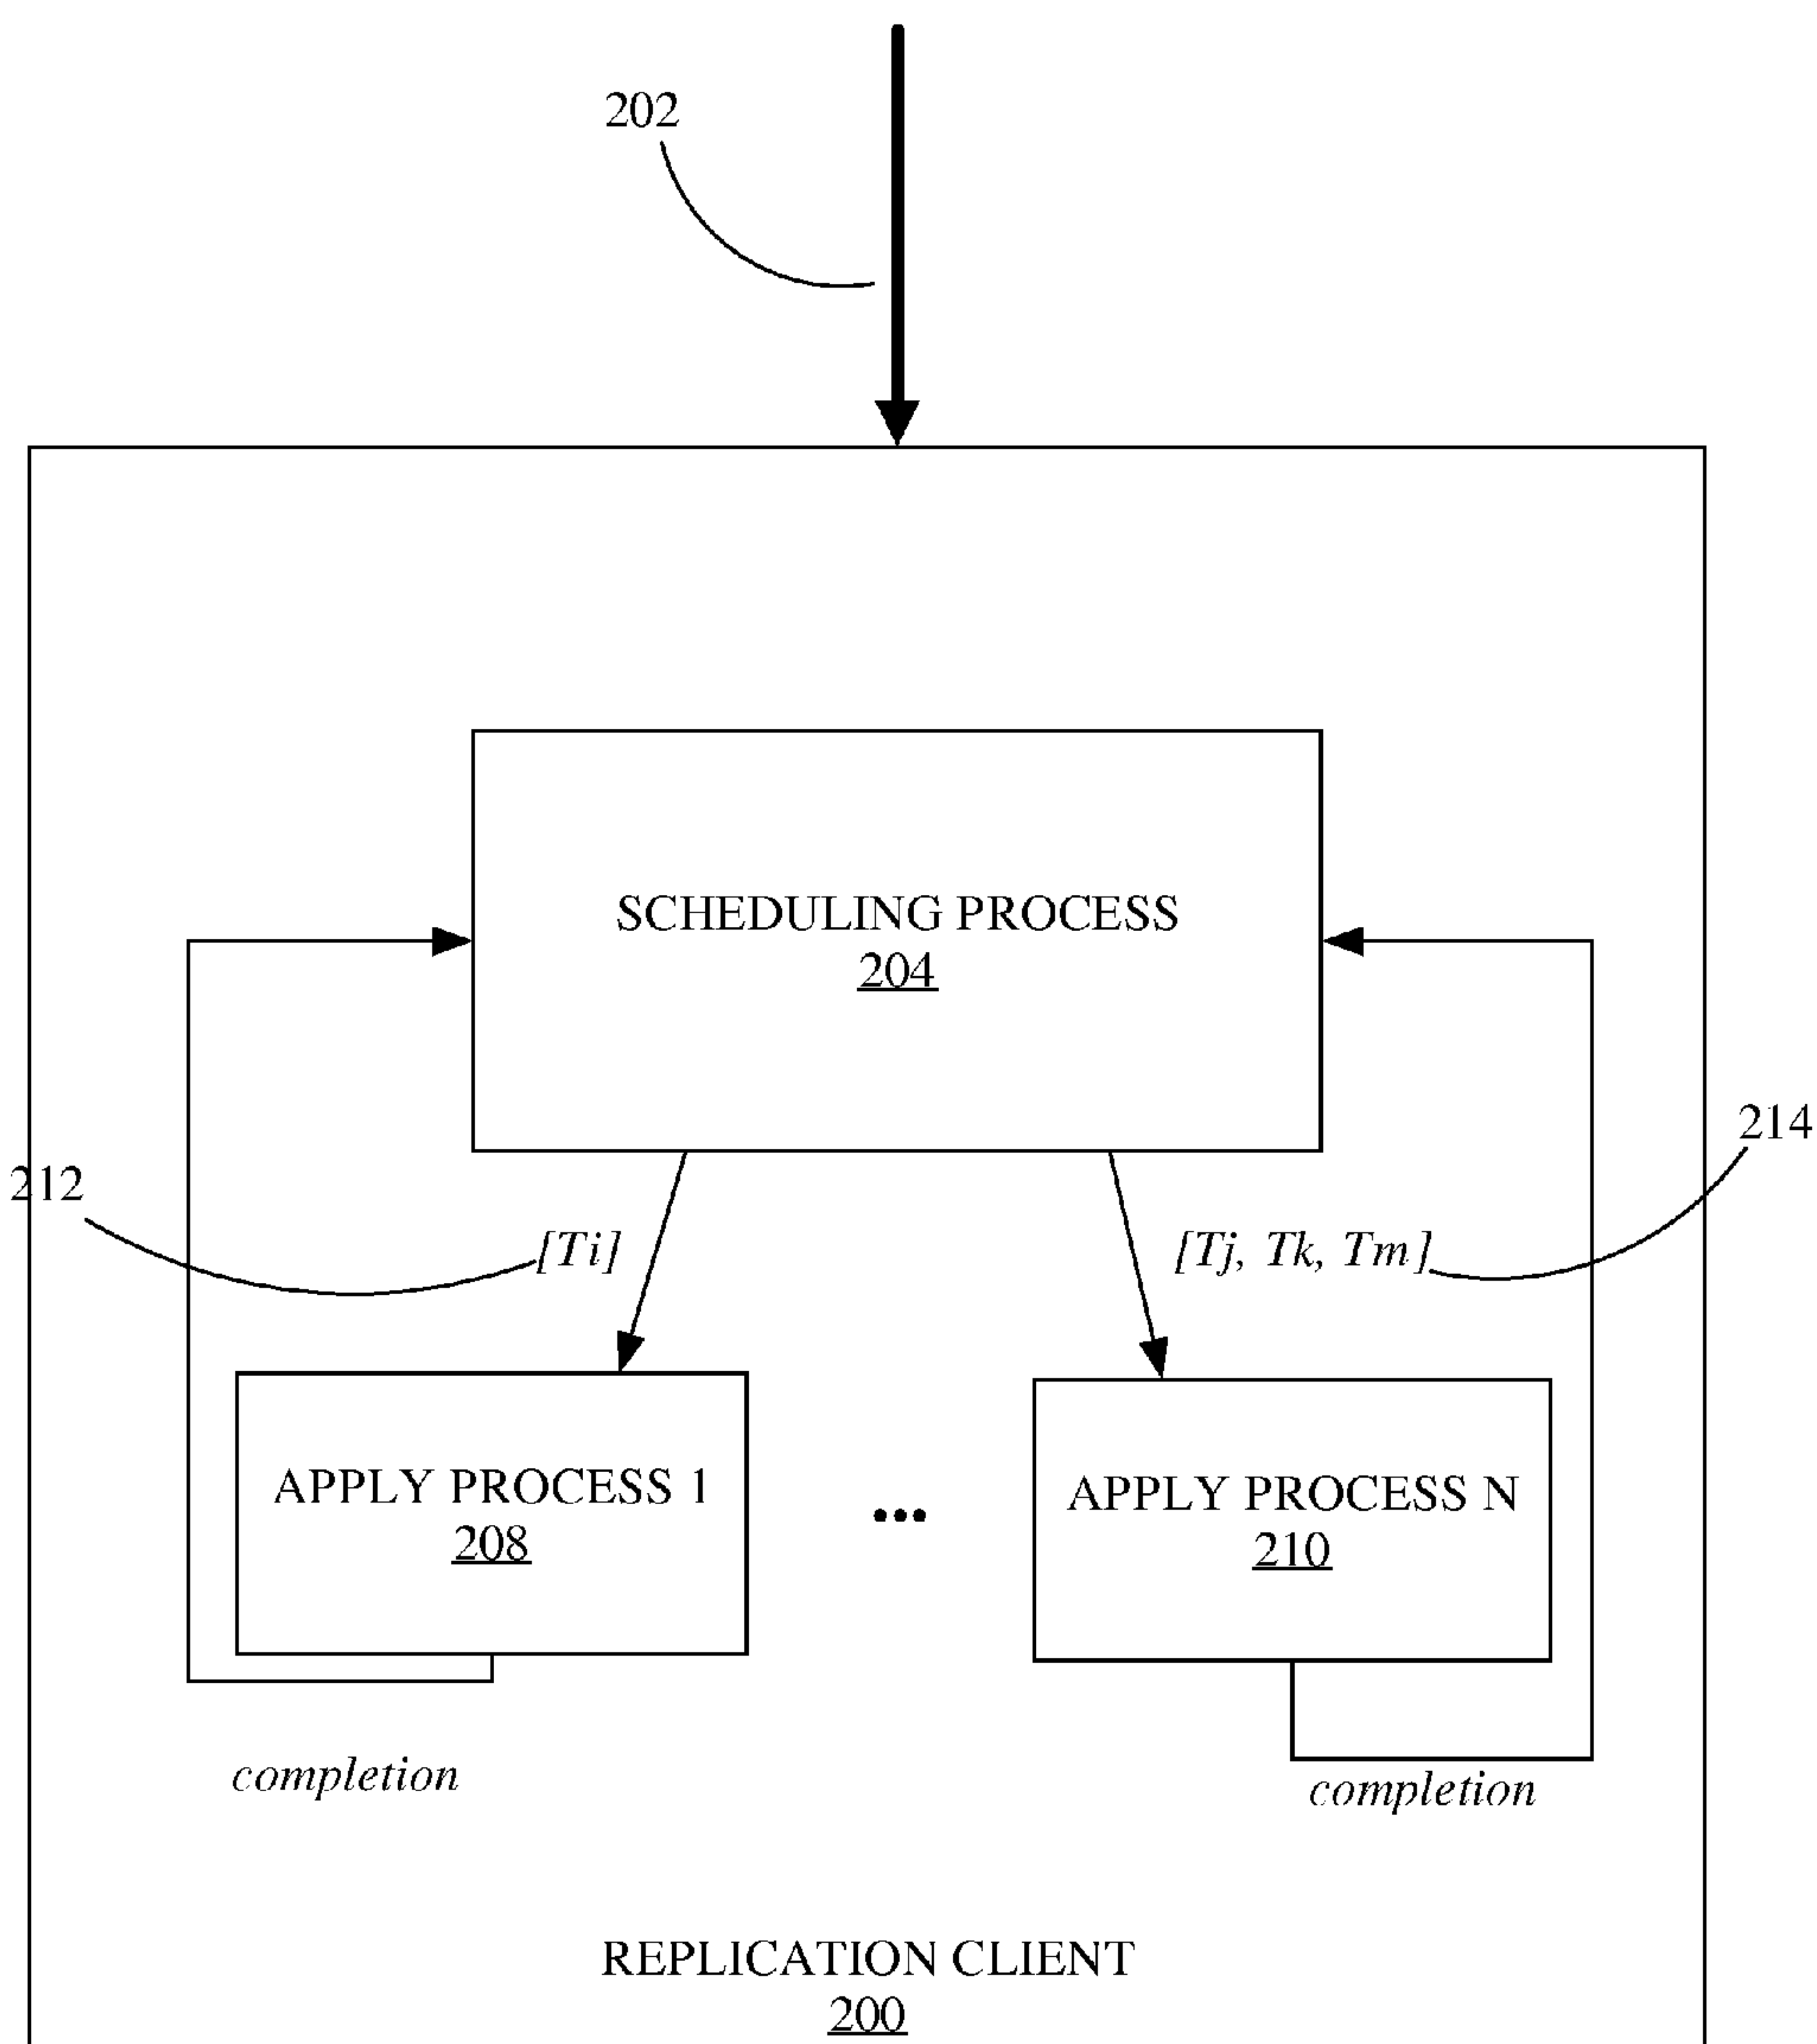 202
SCHEDULING PROCESS
204
214
212
[Ti]
[Tj, Tk, Tm]
APPLY PROCESS 1
208
...
APPLY PROCESS N
210
completion
completion
REPLICATION CLIENT
200